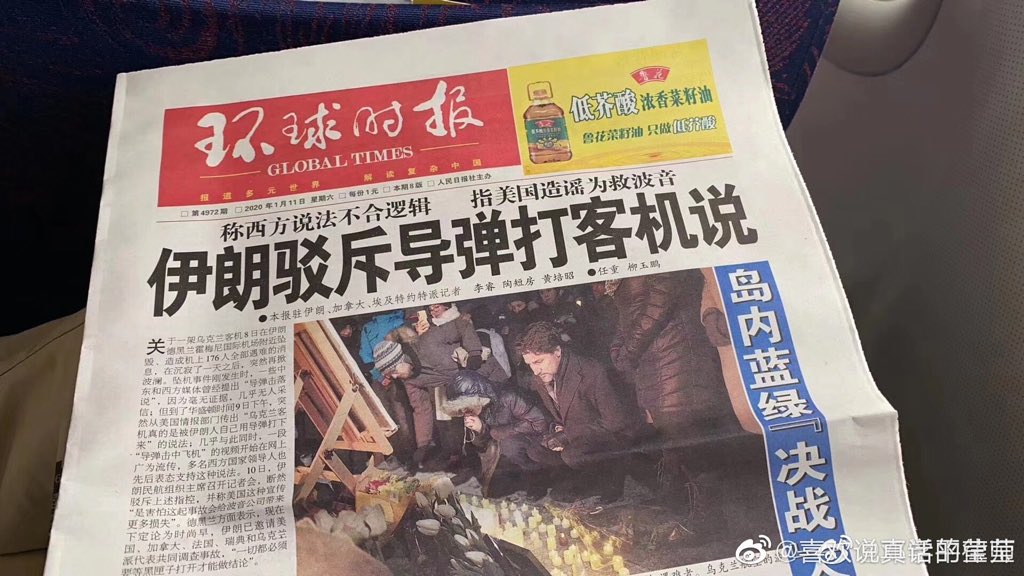 环球时报
GLOBAL TIMES
报道多元世界 解读复杂中国
鲁花
低芥酸 浓香菜籽油
鲁花菜籽油 只做低芥酸
□第4972期 □2020年1月11日 星期六 □每份1元 □本期8版 □人民日报社主办
称西方说法不合逻辑 指美国造谣为救波音
伊朗驳斥导弹打客机说
●本报驻伊朗、加拿大、埃及特约特派记者 李睿 陶短房 黄培昭 ●任重 柳玉鹏
关于一架乌克兰客机8日在伊朗
德黑兰霍梅尼国际机场附近坠
毁、造成机上176人全部遇难的消
息，在沉寂了一天之后，突然再掀
波澜。坠机事件刚发生时，一些中
东和西方媒体曾经提出“导弹击落
说”，因为毫无证据，几乎无人采
信；但到了华盛顿时间9日下午，突
然从美国情报部门传出“乌克兰客
机真的是被伊朗人自己用导弹打下
来”的说法；几乎与此同时，一段
“导弹击中飞机”的视频开始在网上
广为流传，多名西方国家领导人也
先后表态支持这种说法。10日，伊
朗民航组织主席召开记者会，断然
驳斥上述指控，并称美国这种宣传
“是害怕这起事故会给波音公司带来
更多损失”。德黑兰方面表示，现在
下定论为时尚早，伊朗已邀请美
国、加拿大、法国、瑞典和乌克兰
派代表共同调查事故，“一切都必须
要等黑匣子打开才能做结论”。
岛内蓝绿『决战
乌克兰
@喜欢说真话的莹莹